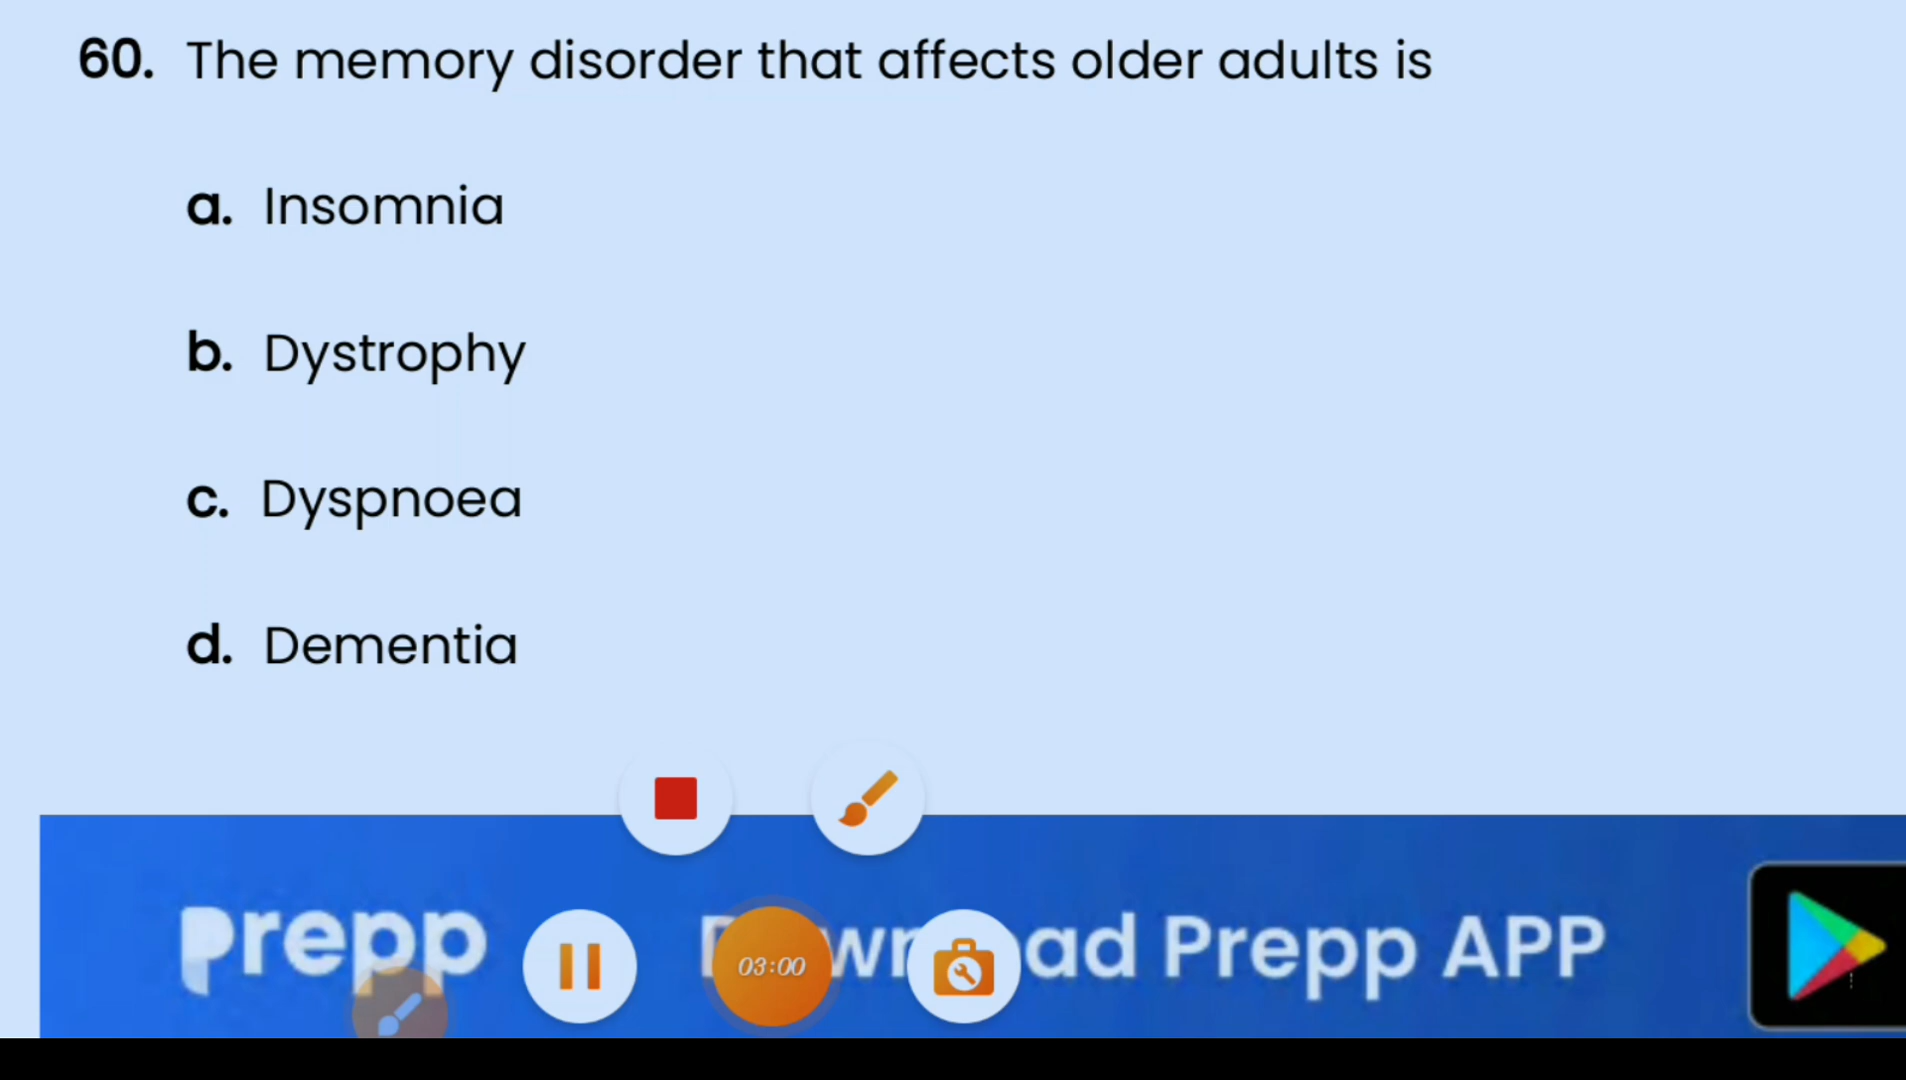 60. The memory disorder that affects older adults is
a. Insomnia
b. Dystrophy
c. Dyspnoea
d. Dementia
prepp
ad Prepp APP
03:00